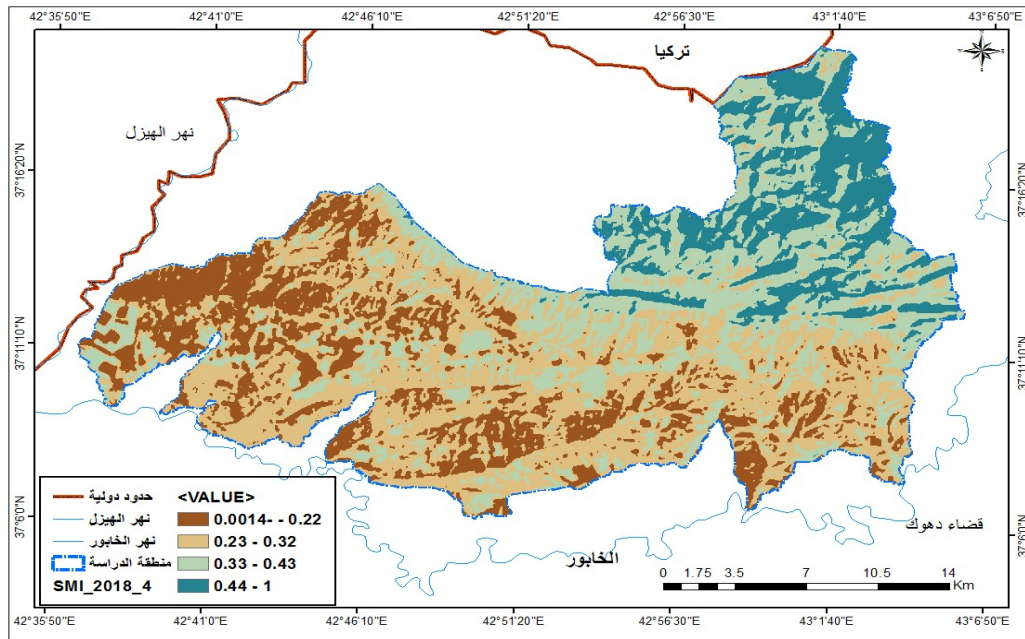 42°35'50"E 42°41'0"E 42°46'10"E 42°51'20"E 42°56'30"E 43°1'40"E 43°6'50"E
تركيا
نهر الهيزل
37°16'20"N 37°16'20"N
37°11'10"N 37°11'10"N
37°6'0"N 37°6'0"N
قضاء دهوك
الخابور
حدود دولية <VALUE>
نهر الهيزل 0.0014- - 0.22
نهر الخابور 0.23 - 0.32
منطقة الدراسة 0.33 - 0.43
SMI_2018_4 0.44 - 1
0 1.75 3.5 7 10.5 14
Km
42°35'50"E 42°41'0"E 42°46'10"E 42°51'20"E 42°56'30"E 43°1'40"E 43°6'50"E